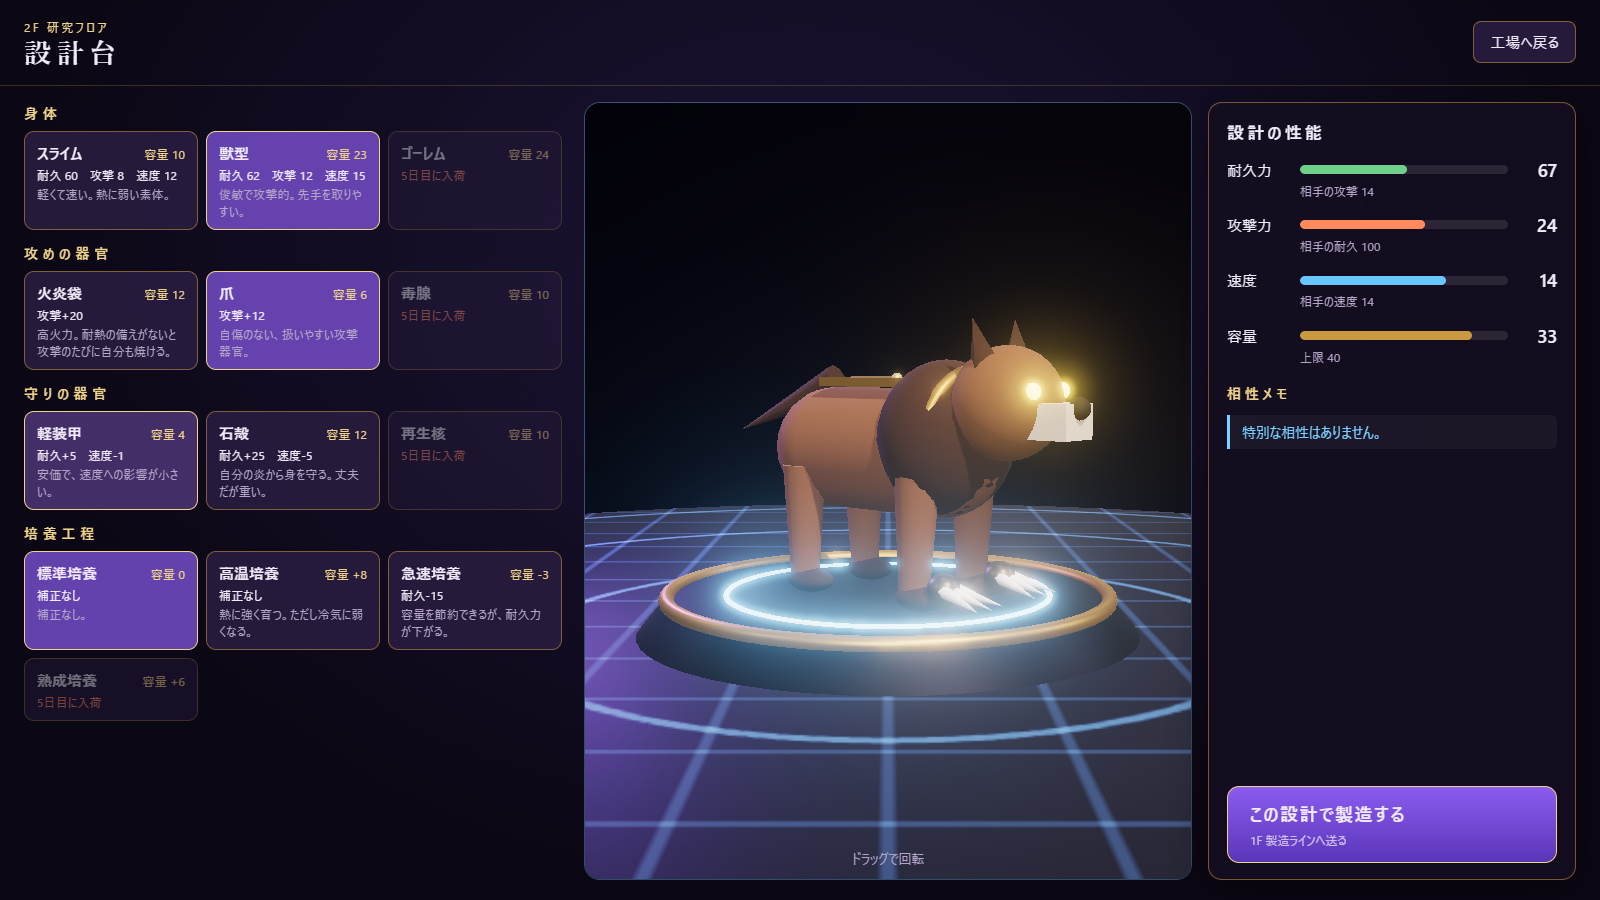 2F 研究フロア
設計台
工場へ戻る
身体
スライム 容量 10
耐久 60 攻撃 8 速度 12
軽くて速い。熱に弱い素体。
獣型 容量 23
耐久 62 攻撃 12 速度 15
俊敏で攻撃的。先手を取りや
すい。
ゴーレム 容量 24
5日目に入荷
攻めの器官
火炎袋 容量 12
攻撃+20
高火力。耐熱の備えがないと
攻撃のたびに自分も焼ける。
爪 容量 6
攻撃+12
自傷のない、扱いやすい攻撃
器官。
毒腺 容量 10
5日目に入荷
守りの器官
軽装甲 容量 4
耐久+5 速度-1
安価で、速度への影響が小さ
い。
石殻 容量 12
耐久+25 速度-5
自分の炎から身を守る。丈夫
だが重い。
再生核 容量 10
5日目に入荷
培養工程
標準培養 容量 0
補正なし
補正なし。
高温培養 容量 +8
補正なし
熱に強く育つ。ただし冷気に弱
くなる。
急速培養 容量 -3
耐久-15
容量を節約できるが、耐久力
が下がる。
熟成培養 容量 +6
5日目に入荷
ドラッグで回転
設計の性能
耐久力 67
相手の攻撃 14
攻撃力 24
相手の耐久 100
速度 14
相手の速度 14
容量 33
上限 40
相性メモ
特別な相性はありません。
この設計で製造する
1F 製造ラインへ送る